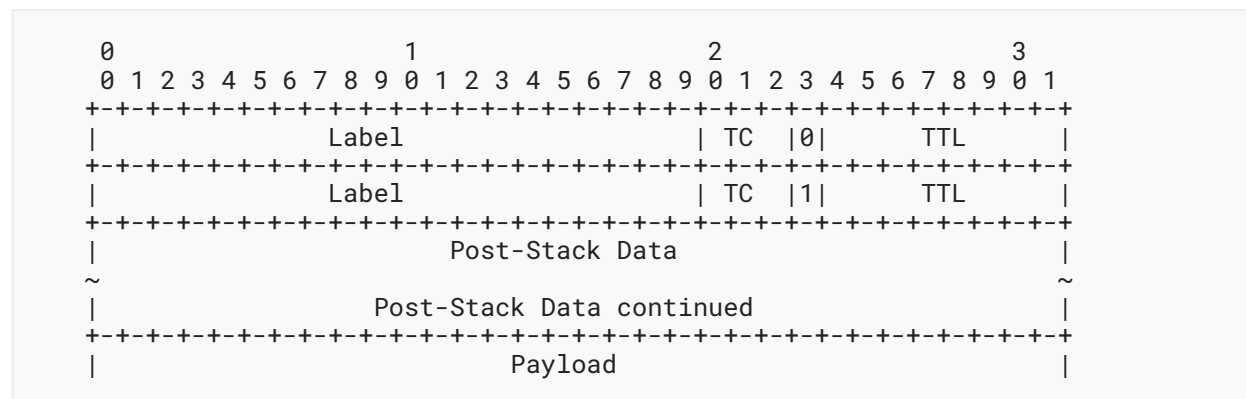 0                   1                   2                   3
 0 1 2 3 4 5 6 7 8 9 0 1 2 3 4 5 6 7 8 9 0 1 2 3 4 5 6 7 8 9 0 1
+-+-+-+-+-+-+-+-+-+-+-+-+-+-+-+-+-+-+-+-+-+-+-+-+-+-+-+-+-+-+-+-+
|               Label                   | TC  |0|      TTL      |
+-+-+-+-+-+-+-+-+-+-+-+-+-+-+-+-+-+-+-+-+-+-+-+-+-+-+-+-+-+-+-+-+
|               Label                   | TC  |1|      TTL      |
+-+-+-+-+-+-+-+-+-+-+-+-+-+-+-+-+-+-+-+-+-+-+-+-+-+-+-+-+-+-+-+-+
|                       Post-Stack Data                         |
~                                                               ~
|                  Post-Stack Data continued                    |
+-+-+-+-+-+-+-+-+-+-+-+-+-+-+-+-+-+-+-+-+-+-+-+-+-+-+-+-+-+-+-+-+
|                           Payload                             |